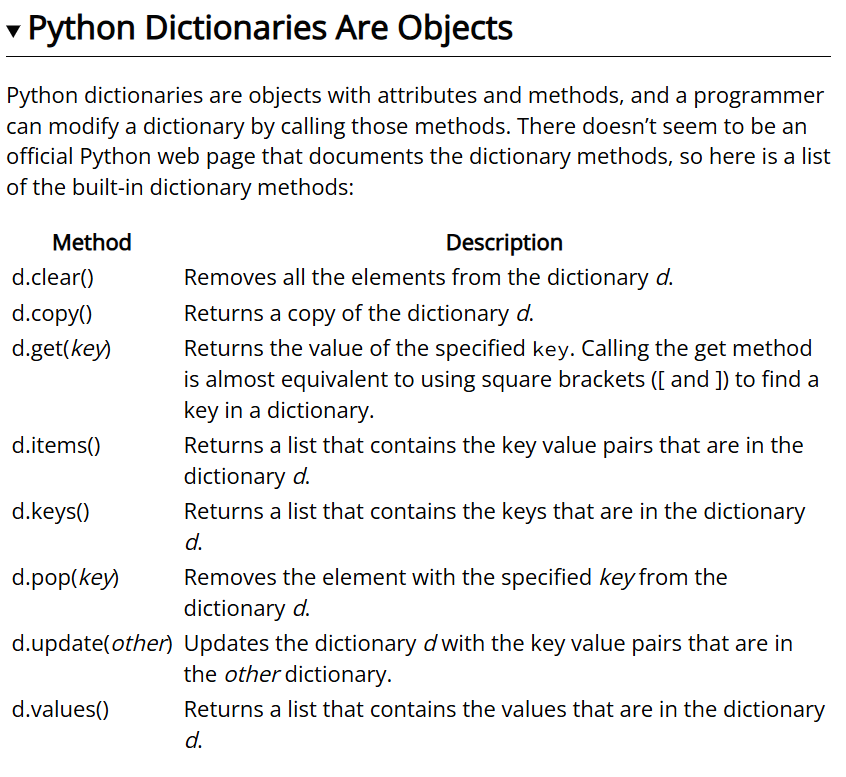 ▾ Python Dictionaries Are Objects
Python dictionaries are objects with attributes and methods, and a programmer
can modify a dictionary by calling those methods. There doesn’t seem to be an
official Python web page that documents the dictionary methods, so here is a list
of the built-in dictionary methods:
Method Description
d.clear() Removes all the elements from the dictionary d.
d.copy() Returns a copy of the dictionary d.
d.get(key) Returns the value of the specified key. Calling the get method
is almost equivalent to using square brackets ([ and ]) to find a
key in a dictionary.
d.items() Returns a list that contains the key value pairs that are in the
dictionary d.
d.keys() Returns a list that contains the keys that are in the dictionary
d.
d.pop(key) Removes the element with the specified key from the
dictionary d.
d.update(other) Updates the dictionary d with the key value pairs that are in
the other dictionary.
d.values() Returns a list that contains the values that are in the dictionary
d.